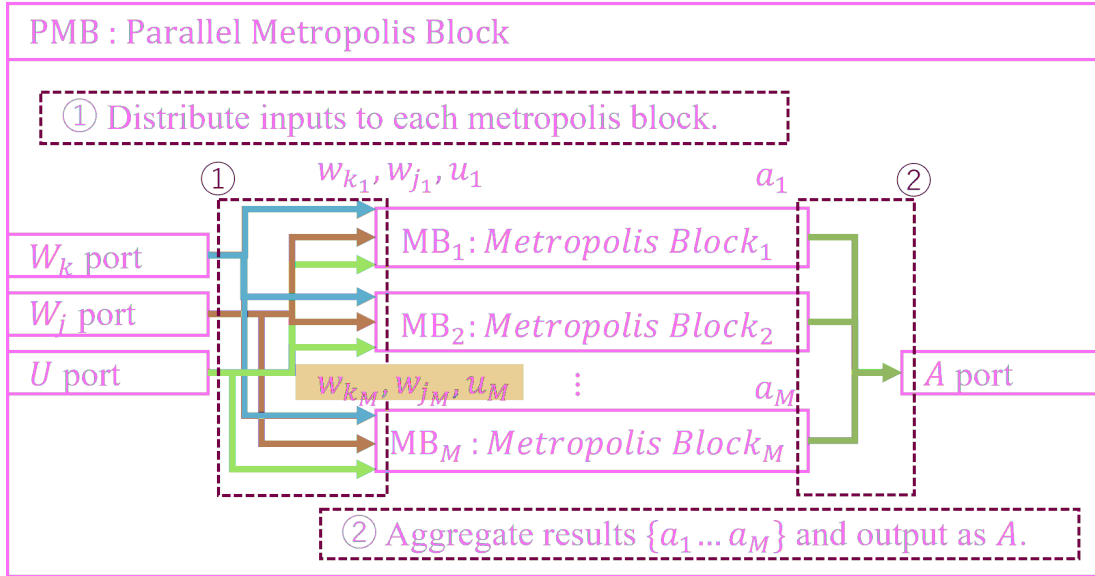 PMB : Parallel Metropolis Block
① Distribute inputs to each metropolis block.
① w_{k_1}, w_{j_1}, u_1 a_1 ②
MB_1 : Metropolis Block_1
W_k port
W_j port
MB_2 : Metropolis Block_2
U port
w_{k_M}, w_{j_M}, u_M ⋮ a_M
A port
MB_M : Metropolis Block_M
② Aggregate results {a_1 … a_M} and output as A.